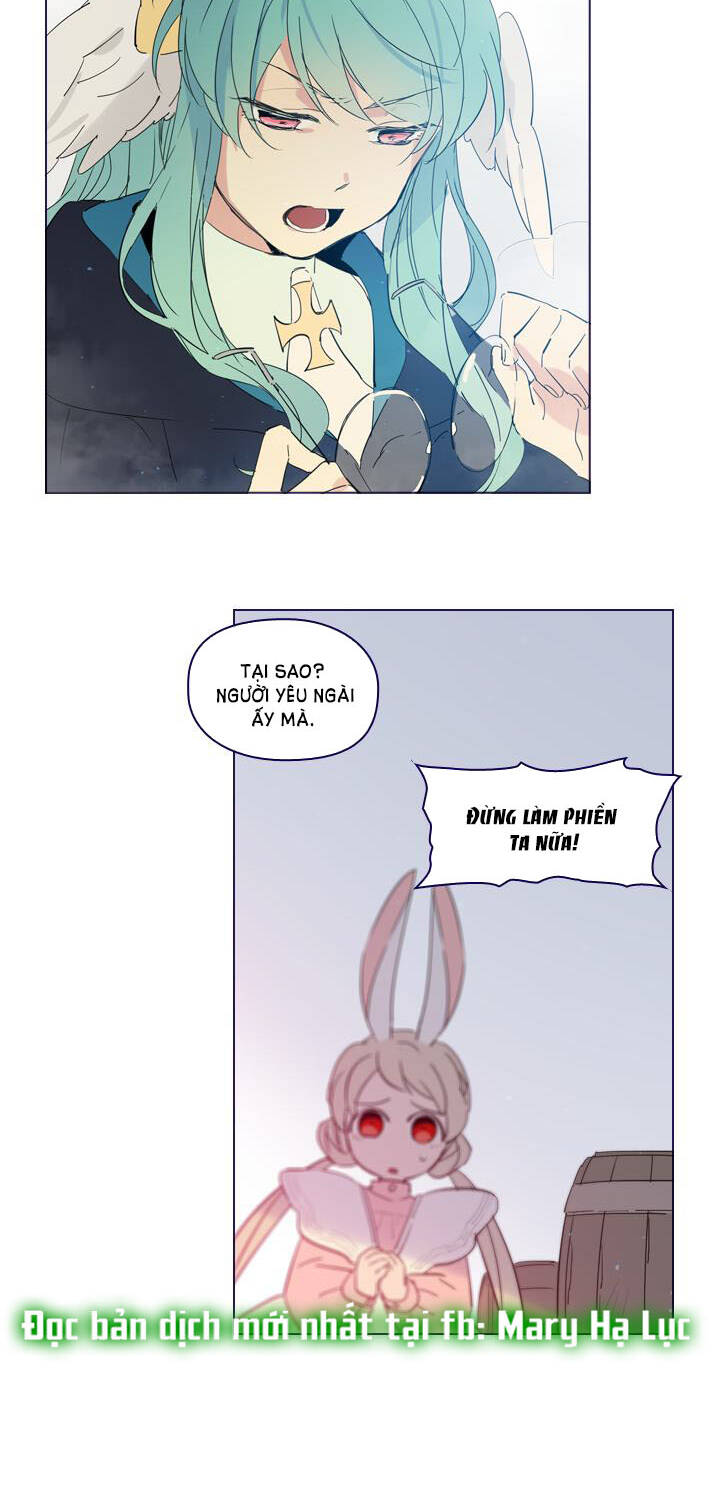 TẠI SAO?
NGƯỜI YÊU NGÀI
ẤY MÀ.
ĐỪNG LÀM PHIỀN
TA NỮA!
Đọc bản dịch mới nhất tại fb: Mary Hạ Lục